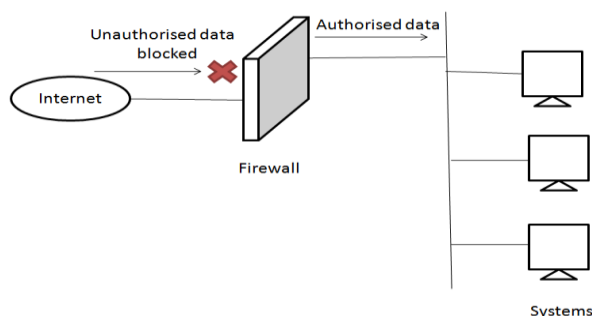 Unauthorised data
blocked
Authorised data
Internet
Firewall
Systems